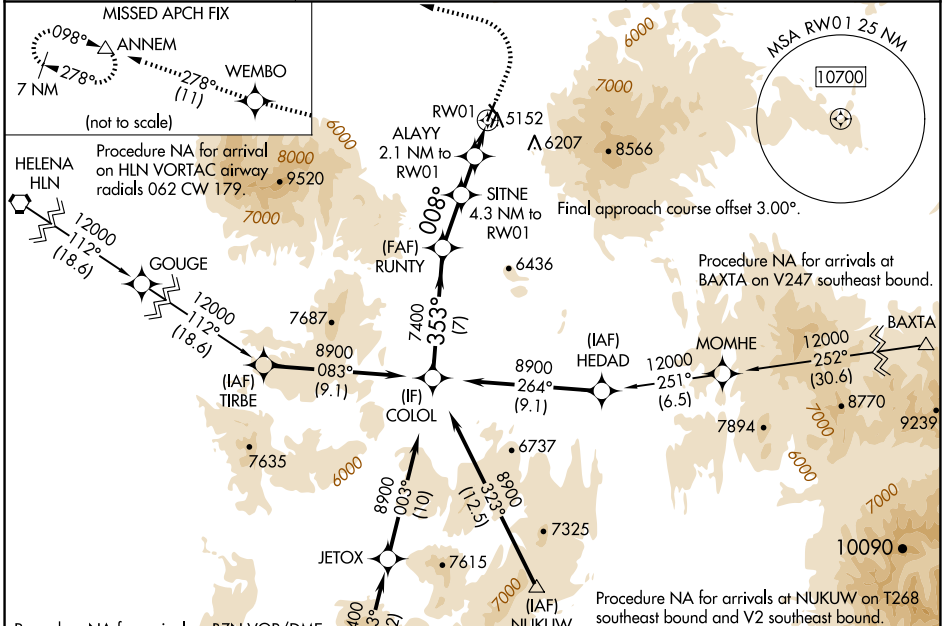 MISSED APCH FIX
098°
ANNEM
278°
7 NM
278°
(11)
WEMBO
(not to scale)
6000
MSA RW01 25 NM
10700
6000
7000
RW01
5152
6207
8566
ALAYY
2.1 NM to
RW01
Procedure NA for arrival
on HLN VORTAC airway
radials 062 CW 179.
8000
9520
7000
HELENA
HLN
SITNE
4.3 NM to
RW01
008°
Final approach course offset 3.00°.
12000
112°
(18.6)
(FAF)
RUNTY
6436
Procedure NA for arrivals at
BAXTA on V247 southeast bound.
GOUGE
12000
112°
(18.6)
7687
7400
353°
(7)
BAXTA
12000
252°
(30.6)
MOMHE
(IAF)
HEDAD
12000
251°
(6.5)
8900
083°
(9.1)
(IAF)
TIRBE
8900
264°
(9.1)
(IF)
COLOL
8770
7000
9239
7894
7635
6000
6737
6000
8900
003°
(10)
8900
323°
(12.5)
7000
7325
10090
JETOX
7615
7000
(IAF)
NUKUW
Procedure NA for arrivals at NUKUW on T268
southeast bound and V2 southeast bound.